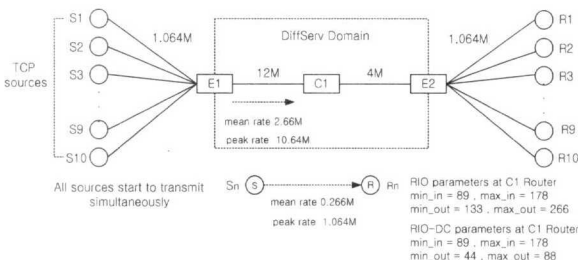 S1
S2
S3
S9
S10
TCP
sources
1.064M
DiffServ Domain
E1
12M
C1
4M
E2
mean rate 2.66M
peak rate 10.64M
1.064M
R1
R2
R3
R9
R10
All sources start to transmit
simultaneously
Sn
S
R
Rn
mean rate 0.266M
peak rate 1.064M
RIO parameters at C1 Router
min_in = 89 , max_in = 178
min_out = 133 , max_out = 266
RIO-DC parameters at C1 Router
min_in = 89 , max_in = 178
min_out = 44 , max_out = 88